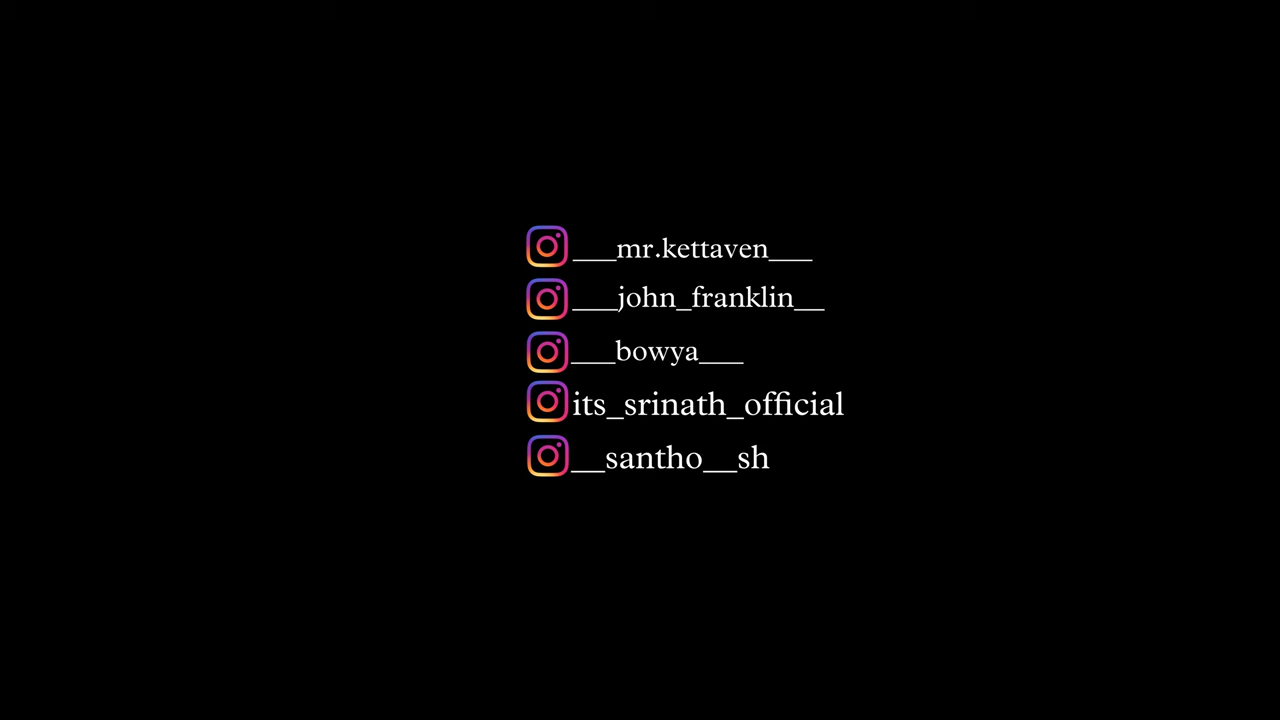 ___mr.kettaven___
___john_franklin__
___bowya___
its_srinath_official
__santho__sh